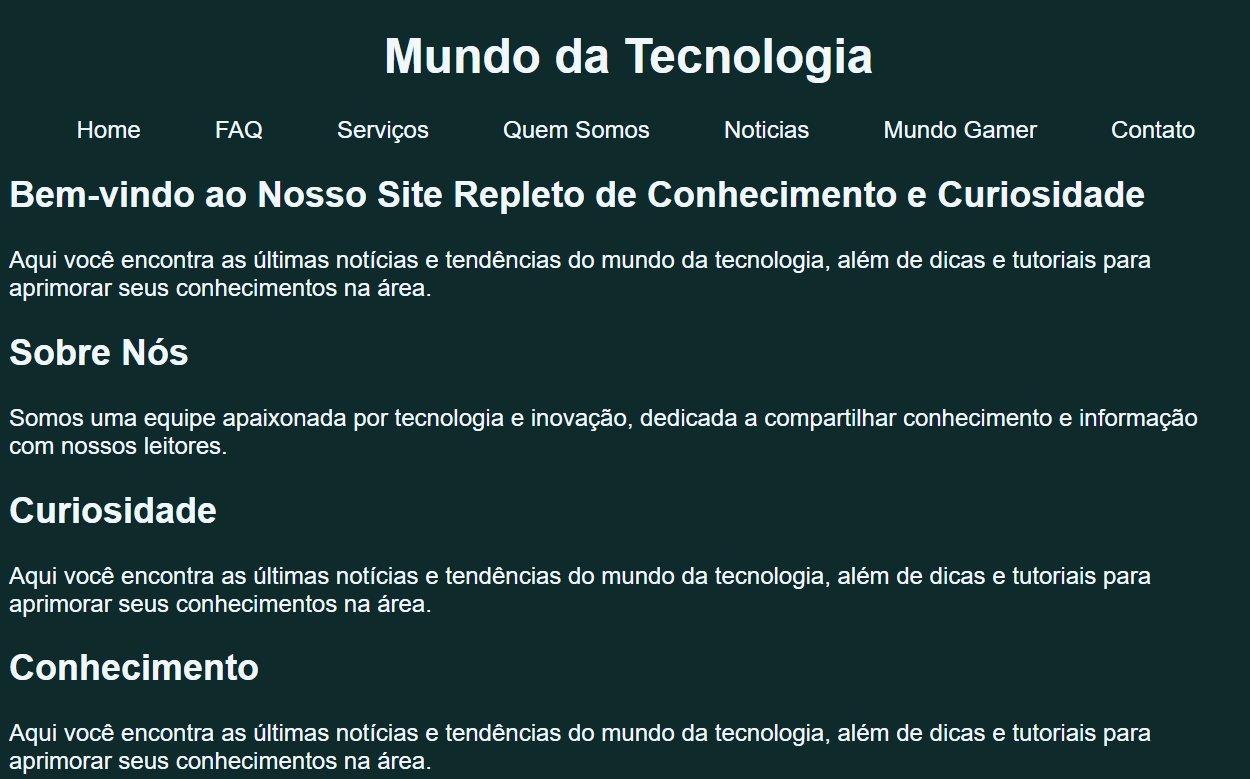 Mundo da Tecnologia
Home FAQ Serviços Quem Somos Noticias Mundo Gamer Contato
Bem-vindo ao Nosso Site Repleto de Conhecimento e Curiosidade
Aqui você encontra as últimas notícias e tendências do mundo da tecnologia, além de dicas e tutoriais para
aprimorar seus conhecimentos na área.
Sobre Nós
Somos uma equipe apaixonada por tecnologia e inovação, dedicada a compartilhar conhecimento e informação
com nossos leitores.
Curiosidade
Aqui você encontra as últimas notícias e tendências do mundo da tecnologia, além de dicas e tutoriais para
aprimorar seus conhecimentos na área.
Conhecimento
Aqui você encontra as últimas notícias e tendências do mundo da tecnologia, além de dicas e tutoriais para
aprimorar seus conhecimentos na área.